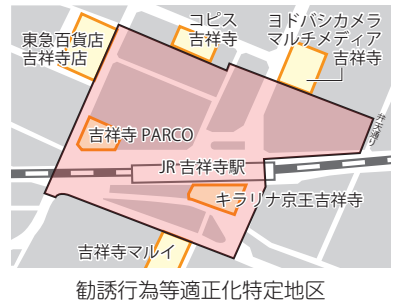 東急百貨店
吉祥寺店
コピス
吉祥寺
ヨドバシカメラ
マルチメディア
吉祥寺
弁天通り
吉祥寺 PARCO
JR 吉祥寺駅
キラリナ京王吉祥寺
吉祥寺マルイ
勧誘行為等適正化特定地区